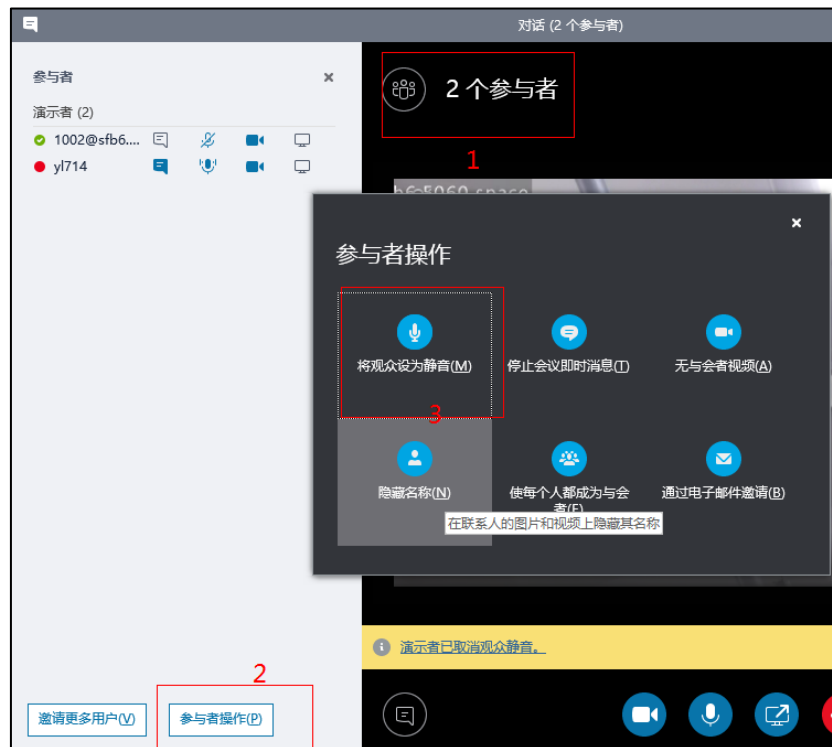 对话 (2 个参与者)
参与者
演示者 (2)
1002@sfb6....
yl714
2 个参与者
1
参与者操作
将观众设为静音(M)
停止会议即时消息(T)
无与会者视频(A)
3
隐藏名称(N)
使每个人都成为与会
者(E)
通过电子邮件邀请(B)
在联系人的图片和视频上隐藏其名称
演示者已取消观众静音。
2
邀请更多用户(V)
参与者操作(P)